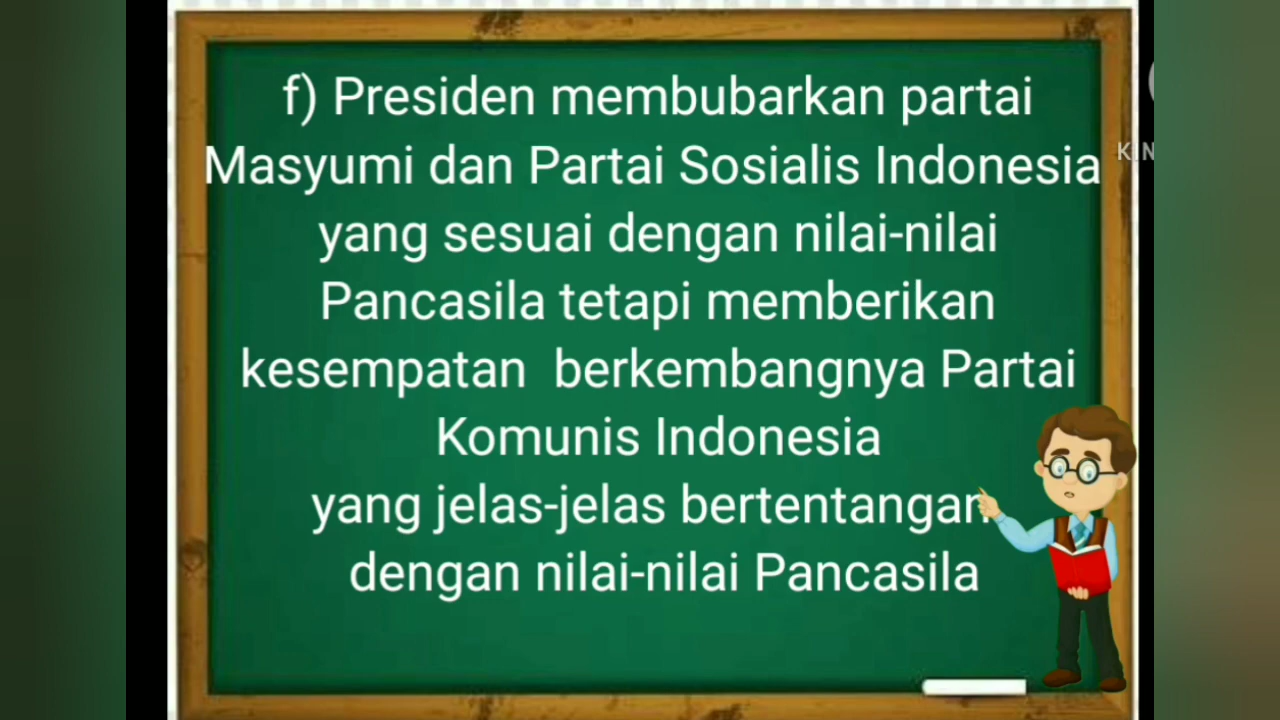 f) Presiden membubarkan partai
Masyumi dan Partai Sosialis Indonesia
yang sesuai dengan nilai-nilai
Pancasila tetapi memberikan
kesempatan berkembangnya Partai
Komunis Indonesia
yang jelas-jelas bertentangan
dengan nilai-nilai Pancasila